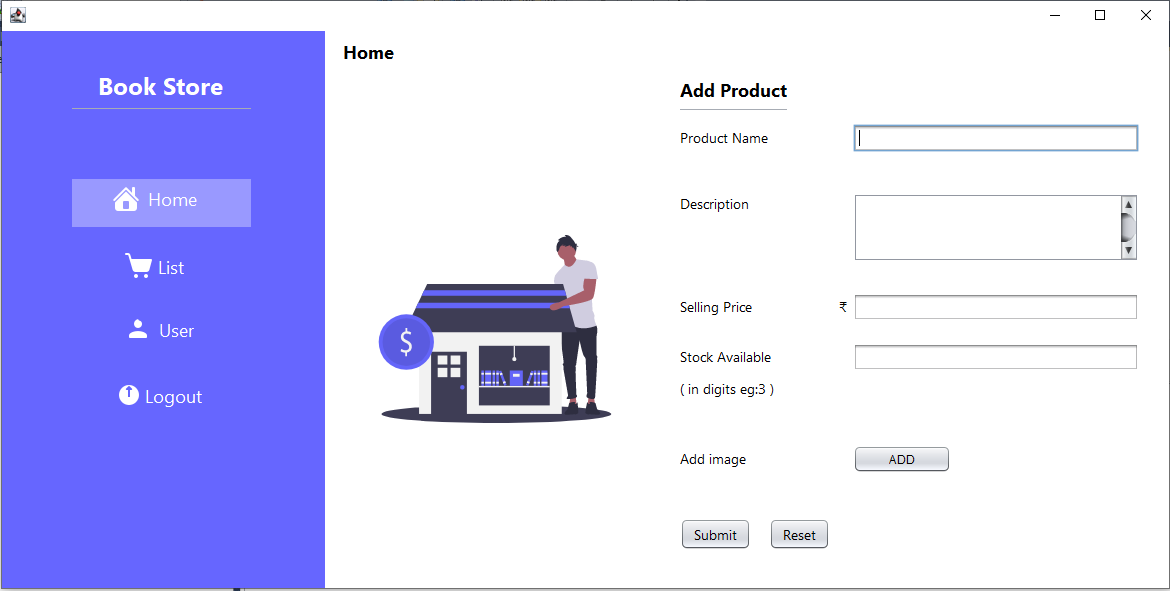 Book Store
Home
List
User
Logout
Home
$
Add Product
Product Name
Description
Selling Price ₹
Stock Available
( in digits eg:3 )
Add image ADD
Submit Reset